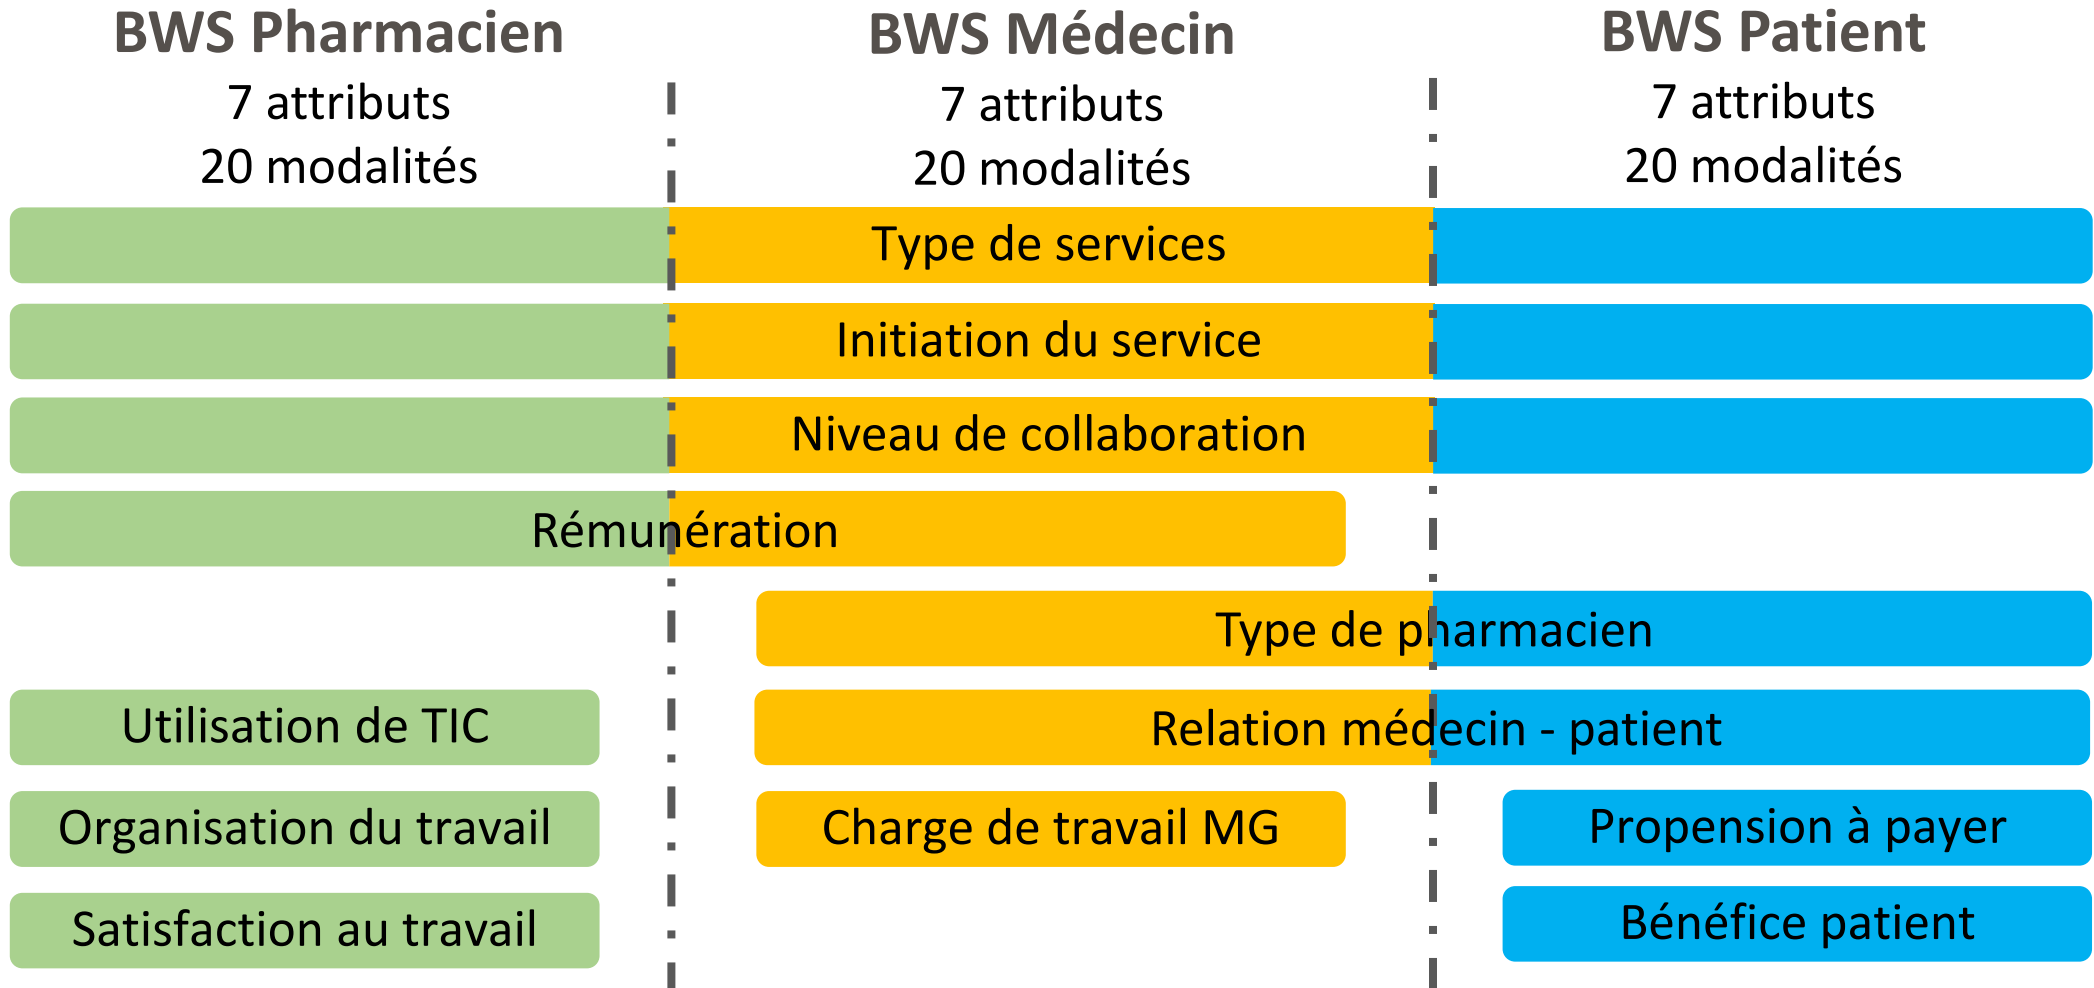 BWS Pharmacien
7 attributs
20 modalités
BWS Médecin
7 attributs
20 modalités
BWS Patient
7 attributs
20 modalités
Type de services
Initiation du service
Niveau de collaboration
Rémunération
Type de pharmacien
Utilisation de TIC
Relation médecin - patient
Organisation du travail
Charge de travail MG
Propension à payer
Satisfaction au travail
Bénéfice patient